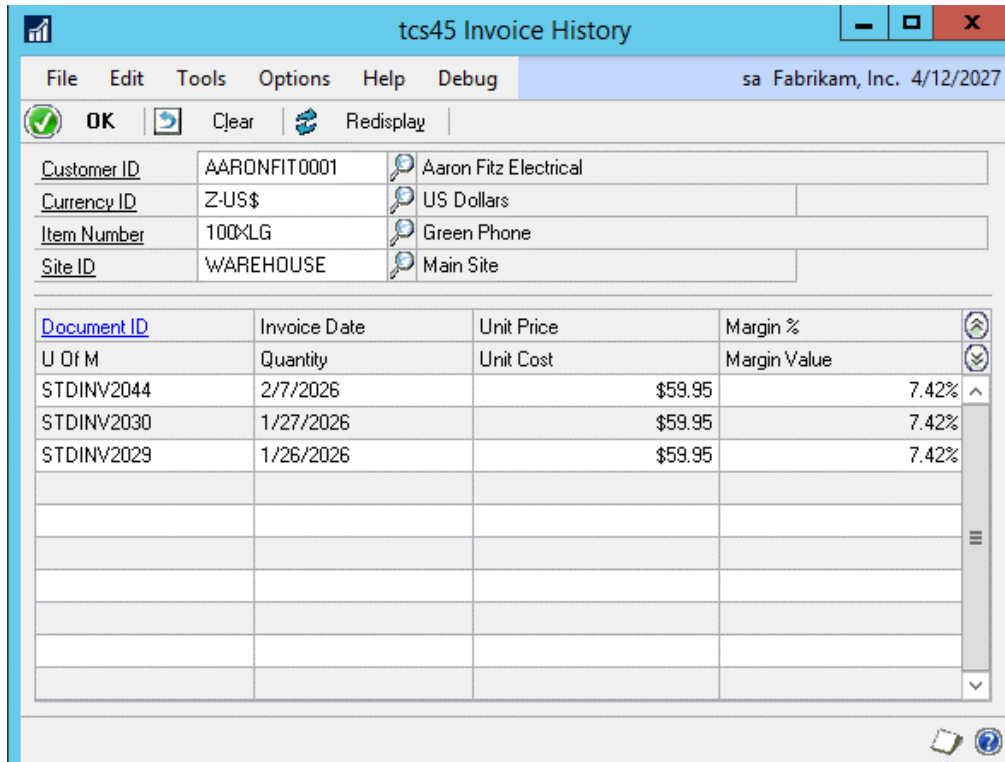 tcs45 Invoice History
File Edit Tools Options Help Debug sa Fabrikam, Inc. 4/12/2027
OK Clear Redisplay
Customer ID AARONFIT0001 Aaron Fitz Electrical
Currency ID Z-US$ US Dollars
Item Number 100XLG Green Phone
Site ID WAREHOUSE Main Site
Document ID Invoice Date Unit Price Margin %
U Of M Quantity Unit Cost Margin Value
STDINV2044 2/7/2026 $59.95 7.42%
STDINV2030 1/27/2026 $59.95 7.42%
STDINV2029 1/26/2026 $59.95 7.42%